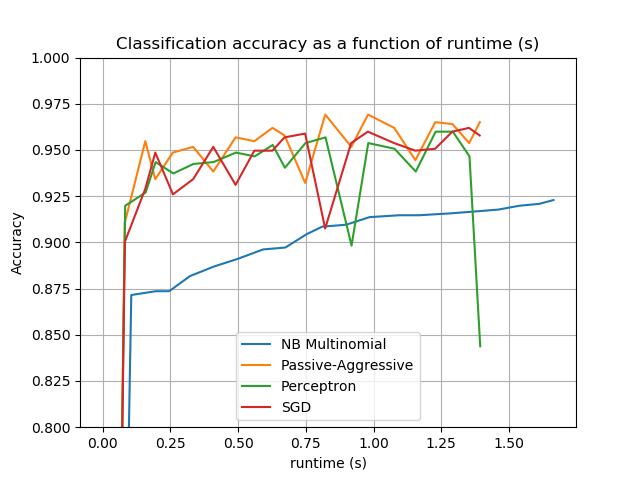 Classification accuracy as a function of runtime (s)
1.000
0.975
0.950
0.925
0.900
0.875
0.850
0.825
0.800
Accuracy
NB Multinomial
Passive-Aggressive
Perceptron
SGD
0.00 0.25 0.50 0.75 1.00 1.25 1.50
runtime (s)